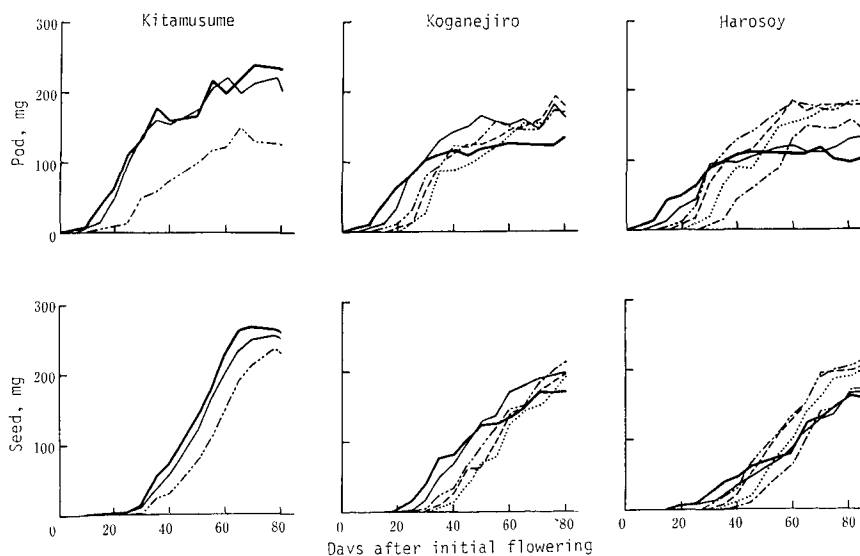 Kitamusume
Koganejiro
Harosoy
Pod, mg
300
200
100
0
Seed, mg
300
200
100
0 20 40 60 80
0 20 40 60 80
0 20 40 60 80
Days after initial flowering